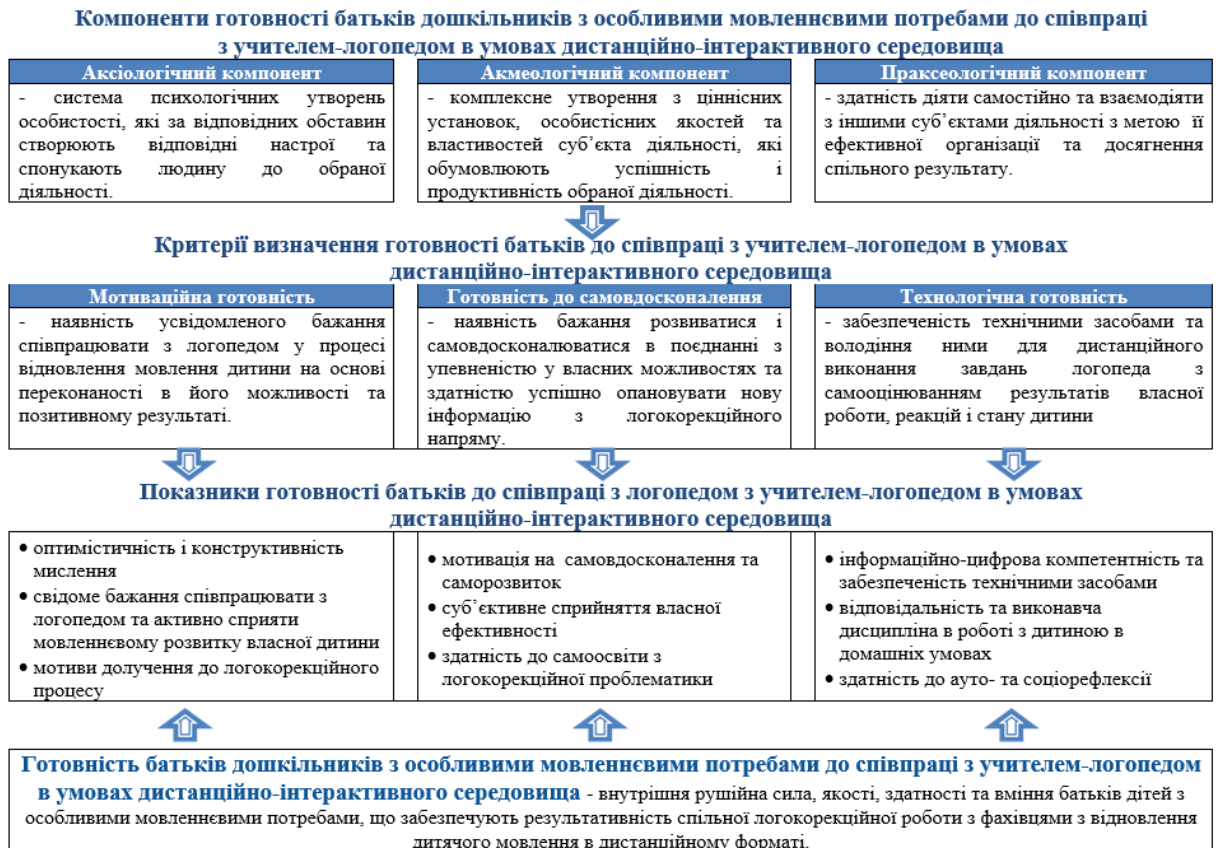 Компоненти готовності батьків дошкільників з особливими мовленнєвими потребами до співпраці
з учителем-логопедом в умовах дистанційно-інтерактивного середовища
Аксіологічний компонент
- система психологічних утворень
особистості, які за відповідних обставин
створюють відповідні настрої та
спонукають людину до обраної
діяльності.
Акмеологічний компонент
- комплексне утворення з ціннісних
установок, особистісних якостей та
властивостей суб’єкта діяльності, які
обумовлюють успішність і
продуктивність обраної діяльності.
Праксеологічний компонент
- здатність діяти самостійно та взаємодіяти
з іншими суб’єктами діяльності з метою її
ефективної організації та досягнення
спільного результату.
Критерії визначення готовності батьків до співпраці з учителем-логопедом в умовах
дистанційно-інтерактивного середовища
Мотиваційна готовність
- наявність усвідомленого бажання
співпрацювати з логопедом у процесі
відновлення мовлення дитини на основі
переконаності в його можливості та
позитивному результаті.
Готовність до самовдосконалення
- наявність бажання розвиватися і
самовдосконалюватися в поєднанні з
упевненістю у власних можливостях та
здатністю успішно опановувати нову
інформацію з логокорекційного
напряму.
Технологічна готовність
- забезпеченість технічними засобами та
володіння ними для дистанційного
виконання завдань логопеда з
самооцінюванням результатів власної
роботи, реакцій і стану дитини
Показники готовності батьків до співпраці з логопедом з учителем-логопедом в умовах
дистанційно-інтерактивного середовища
• оптимістичність і конструктивність
мислення
• свідоме бажання співпрацювати з
логопедом та активно сприяти
мовленнєвому розвитку власної дитини
• мотиви долучення до логокорекційного
процесу
• мотивація на самовдосконалення та
саморозвиток
• суб’єктивне сприйняття власної
ефективності
• здатність до самоосвіти з
логокорекційної проблематики
• інформаційно-цифрова компетентність та
забезпеченість технічними засобами
• відповідальність та виконавча
дисципліна в роботі з дитиною в
домашніх умовах
• здатність до ауто- та соціорефлексії
Готовність батьків дошкільників з особливими мовленнєвими потребами до співпраці з учителем-логопедом
в умовах дистанційно-інтерактивного середовища - внутрішня рушійна сила, якості, здатності та вміння батьків дітей з
особливими мовленнєвими потребами, що забезпечують результативність спільної логокорекційної роботи з фахівцями з відновлення
дитячого мовлення в дистанційному форматі.